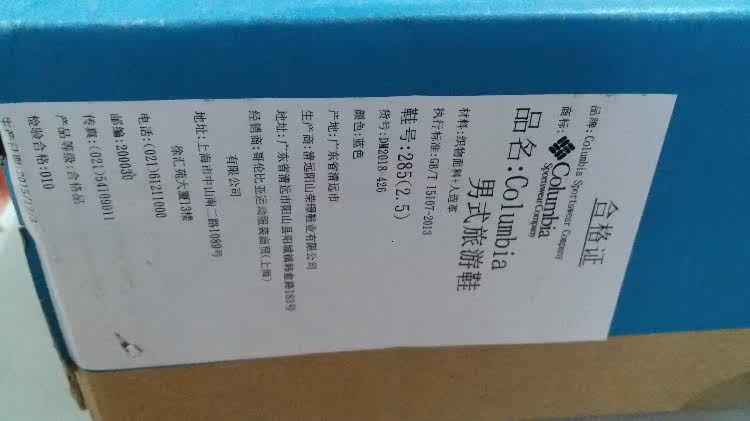 合格证
品牌:Columbia Sportswear Company
商标: Columbia
Sportswear Company
品名:Columbia
男式旅游鞋
材料:织物面料+人造革
执行标准:GB/T 15107-2013
鞋号:285(2.5)
货号:DM2018 426
颜色:蓝色
产地:广东省清远市
生产商:清远阳山荣璟鞋业有限公司
地址:广东省清远市阳山县阳城镇韩愈路183号
经销商:哥伦比亚运动服装商贸(上海)
有限公司
地址:上海市中山南二路1089号
徐汇苑大厦13楼
电话:(021)61211000
邮编:200030
传真:(021)54109011
产品等级:合格品
检验合格:010